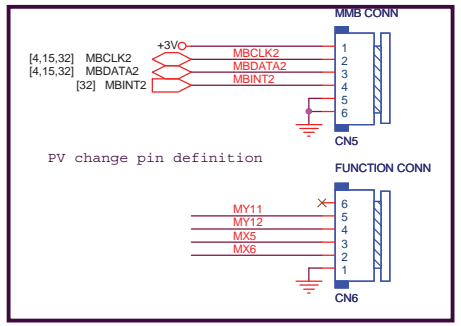 MMB CONN
+3V
[4,15,32] MBCLK2 MBCLK2 1
[4,15,32] MBDATA2 MBDATA2 2
[32] MBINT2 MBINT2 3
4
5
6
CN5
PV change pin definition
FUNCTION CONN
6
MY11 5
MY12 4
MX5 3
MX6 2
1
CN6